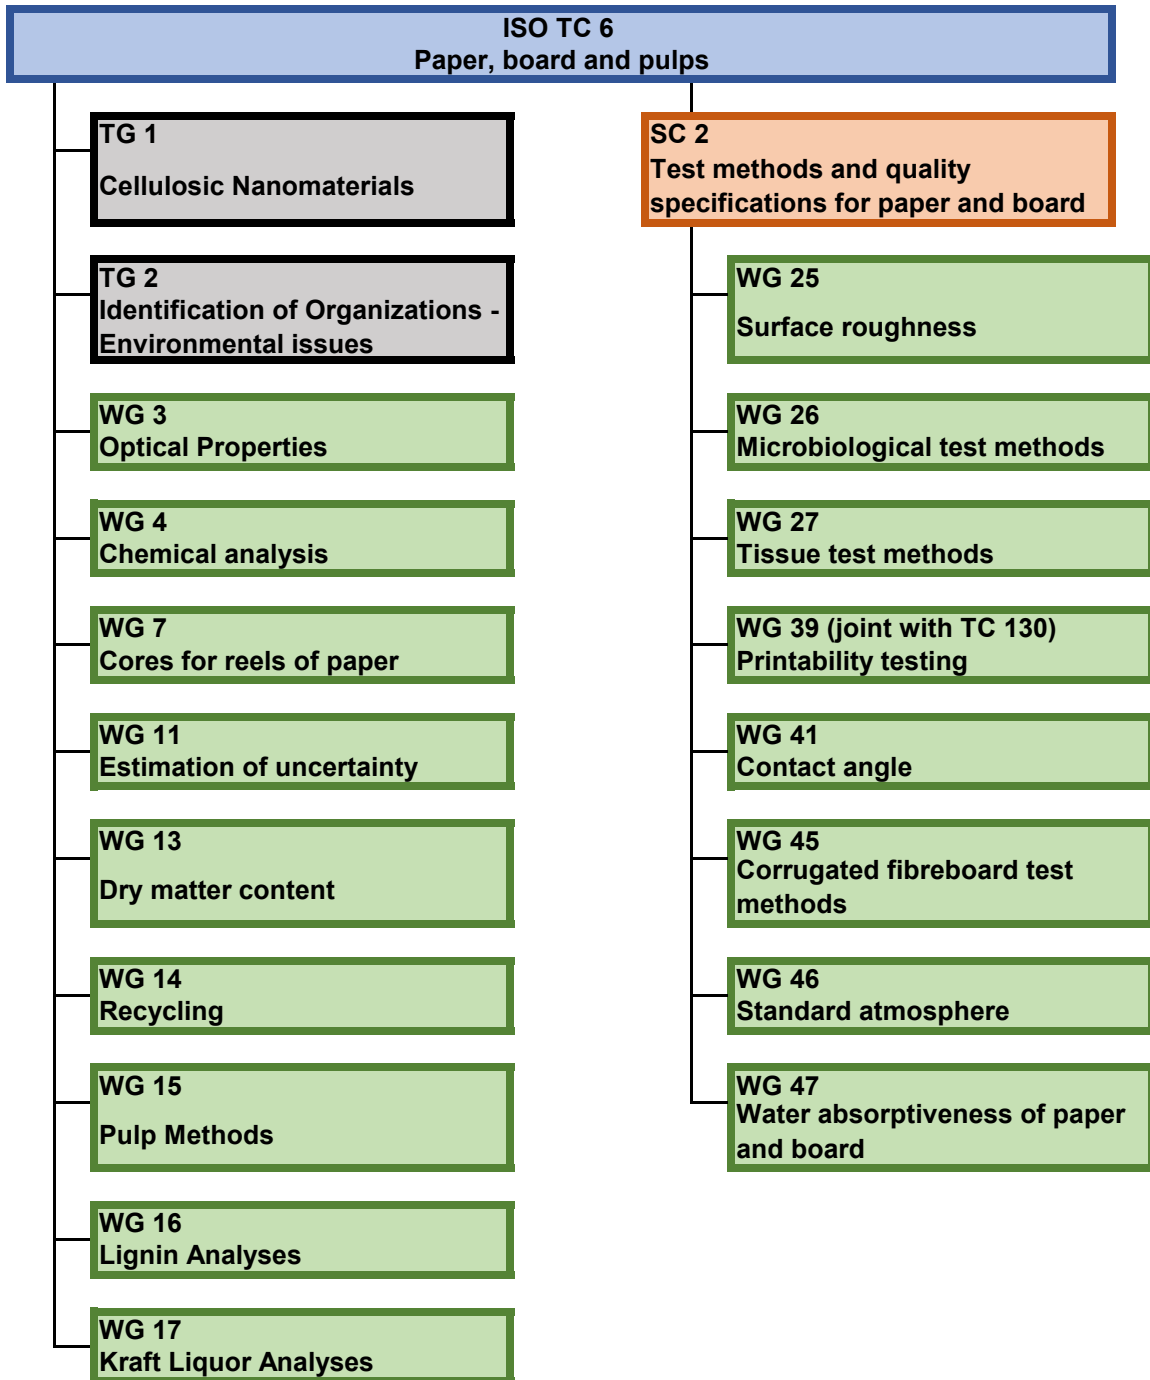 ISO TC 6
Paper, board and pulps
TG 1
Cellulosic Nanomaterials
TG 2
Identification of Organizations -
Environmental issues
WG 3
Optical Properties
WG 4
Chemical analysis
WG 7
Cores for reels of paper
WG 11
Estimation of uncertainty
WG 13
Dry matter content
WG 14
Recycling
WG 15
Pulp Methods
WG 16
Lignin Analyses
WG 17
Kraft Liquor Analyses
SC 2
Test methods and quality
specifications for paper and board
WG 25
Surface roughness
WG 26
Microbiological test methods
WG 27
Tissue test methods
WG 39 (joint with TC 130)
Printability testing
WG 41
Contact angle
WG 45
Corrugated fibreboard test
methods
WG 46
Standard atmosphere
WG 47
Water absorptiveness of paper
and board